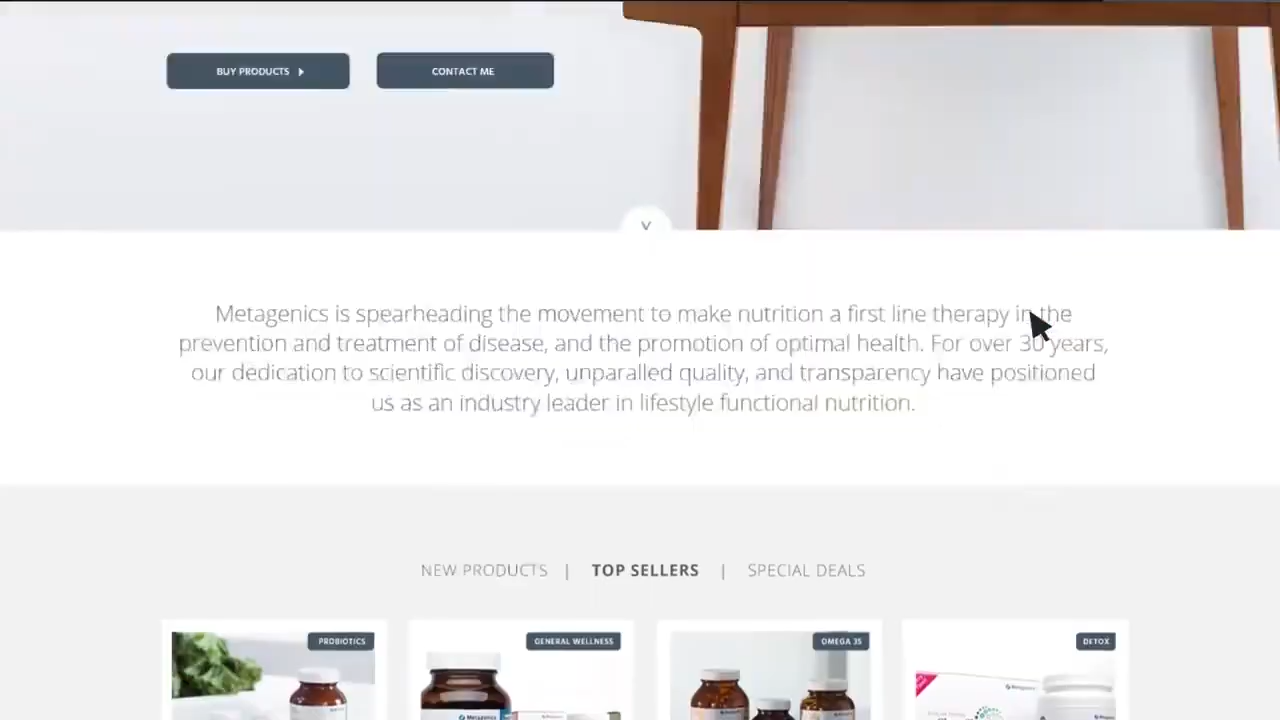 BUY PRODUCTS
CONTACT ME
Metagenics is spearheading the movement to make nutrition a first line therapy in the
prevention and treatment of disease, and the promotion of optimal health. For over 30 years,
our dedication to scientific discovery, unparalled quality, and transparency have positioned
us as an industry leader in lifestyle functional nutrition.
NEW PRODUCTS | TOP SELLERS | SPECIAL DEALS
PROBIOTICS
GENERAL WELLNESS
OMEGA 3S
DETOX
Metagenics
Metagenics